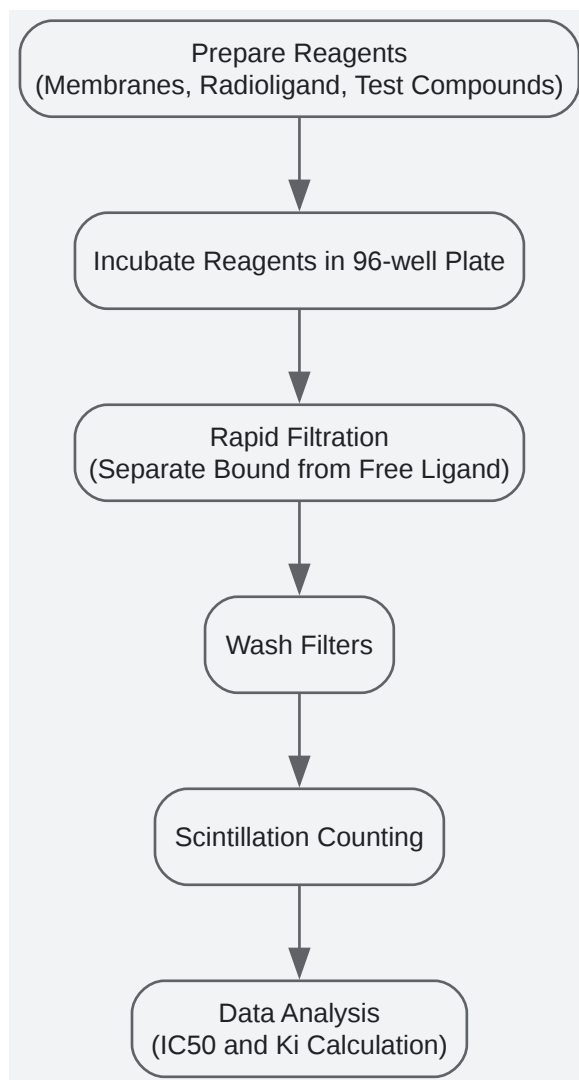 Prepare Reagents
(Membranes, Radioligand, Test Compounds)
Incubate Reagents in 96-well Plate
Rapid Filtration
(Separate Bound from Free Ligand)
Wash Filters
Scintillation Counting
Data Analysis
(IC50 and Ki Calculation)